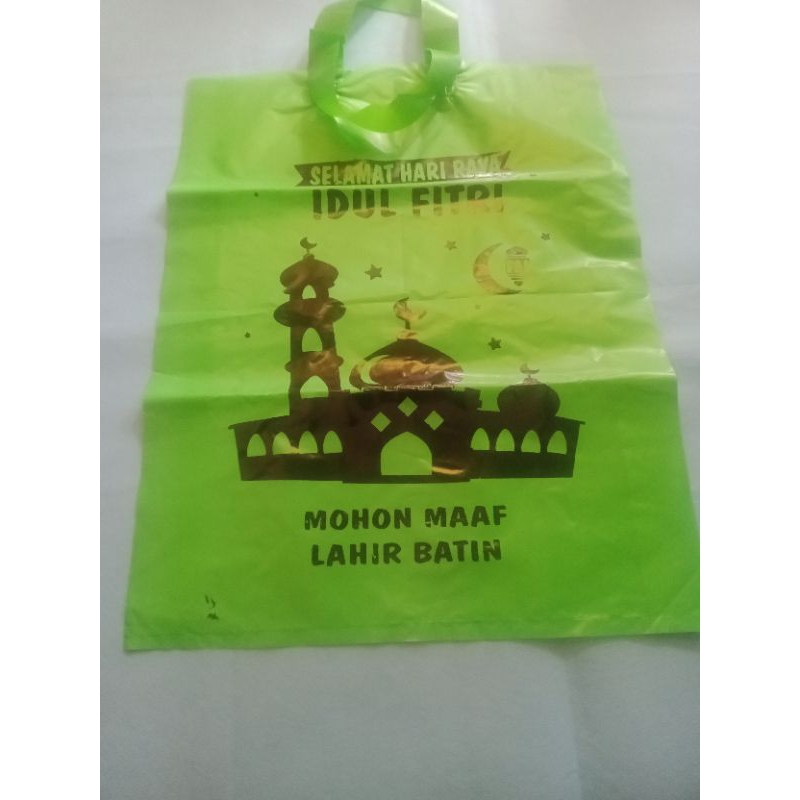 SELAMAT HARI RAYA
IDUL FITRI
MOHON MAAF
LAHIR BATIN